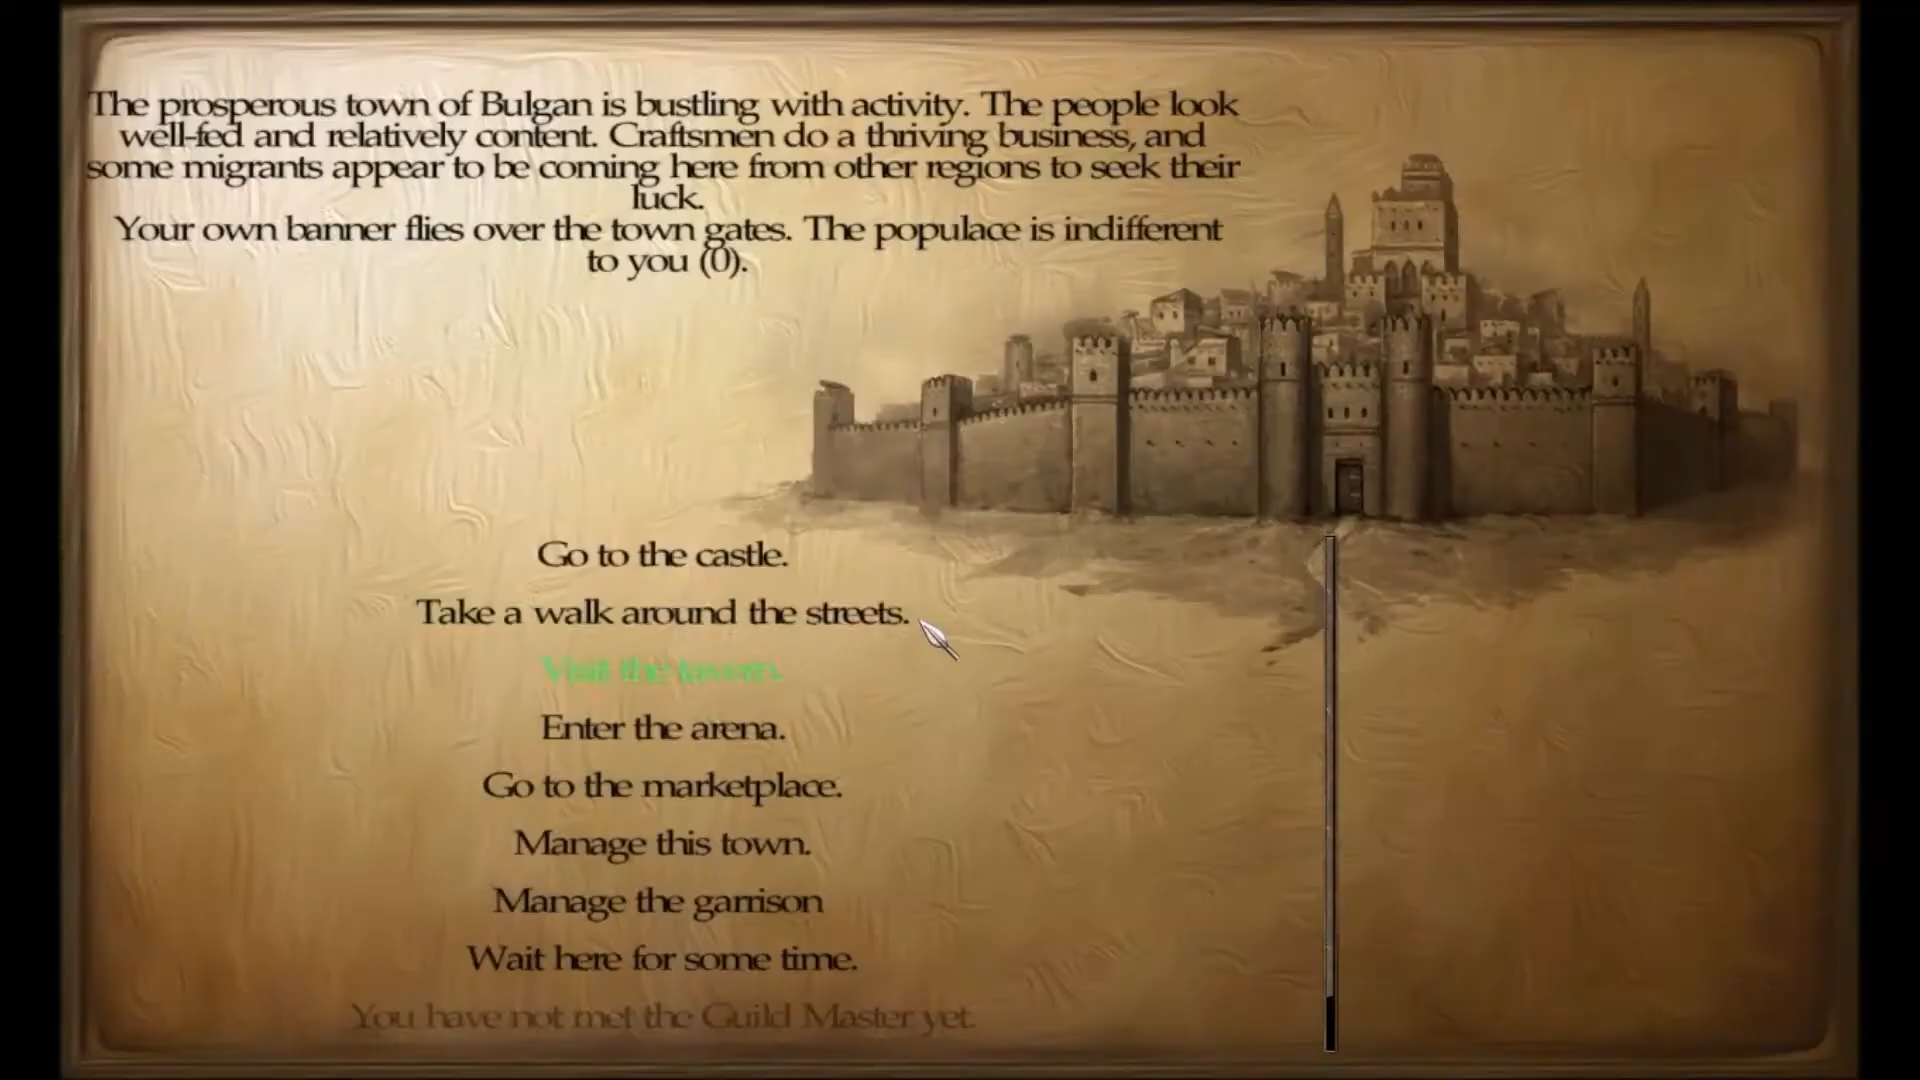 The prosperous town of Bulgan is bustling with activity. The people look
well-fed and relatively content. Craftsmen do a thriving business, and
some migrants appear to be coming here from other regions to seek their
luck.
Your own banner flies over the town gates. The populace is indifferent
to you (0).
Go to the castle.
Take a walk around the streets.
Visit the tavern.
Enter the arena.
Go to the marketplace.
Manage this town.
Manage the garrison
Wait here for some time.
You have not met the Guild Master yet.